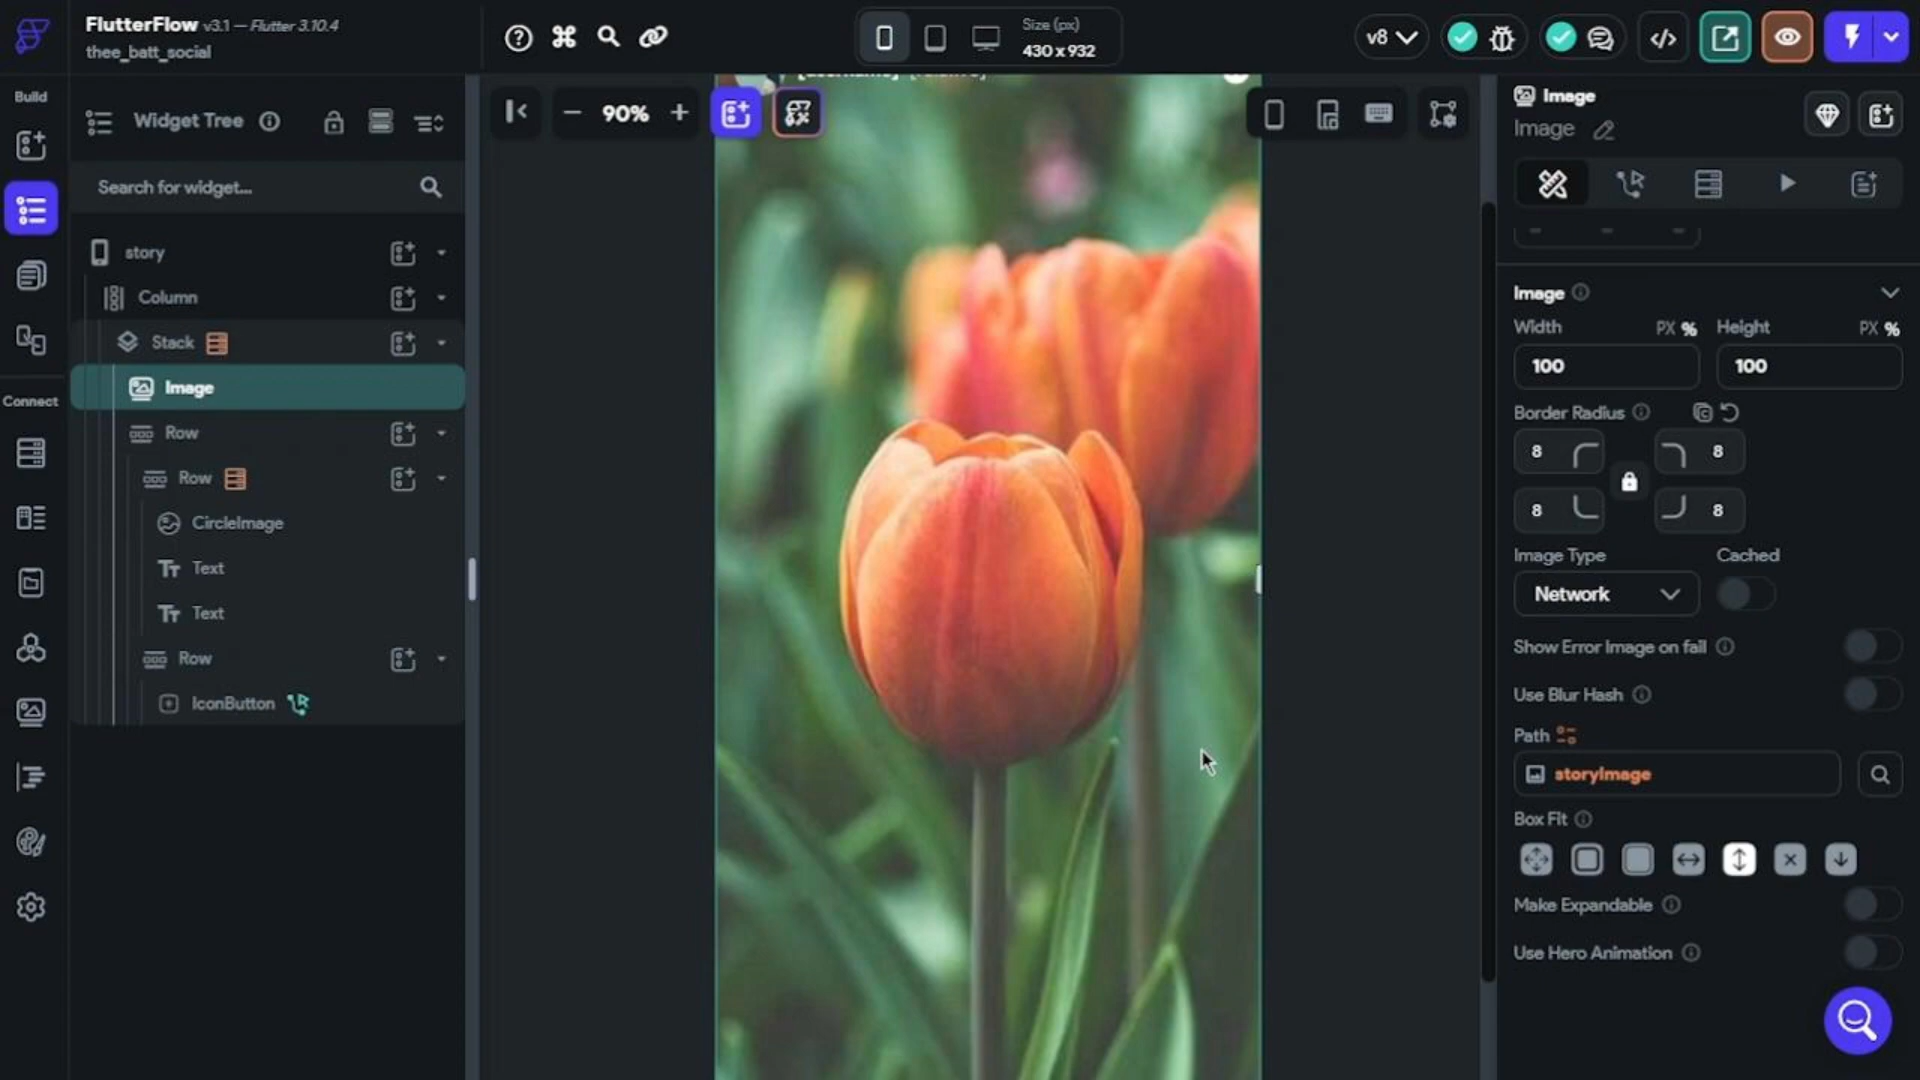 FlutterFlow v3.1 — Flutter 3.10.4
thee_batt_social
Size (px)
430 x 932
v8
Build
Connect
Widget Tree
Search for widget...
story
Column
Stack
Image
Row
Row
CircleImage
Text
Text
Row
IconButton
90%
Image
Image
Image
Width PX % Height PX %
100 100
Border Radius
8 8
8 8
Image Type Cached
Network
Show Error Image on fail
Use Blur Hash
Path
storyImage
Box Fit
Make Expandable
Use Hero Animation